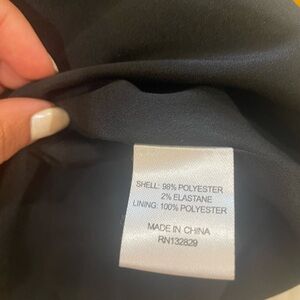 SHELL: 98% POLYESTER
2% ELASTANE
LINING: 100% POLYESTER
MADE IN CHINA
RN132829